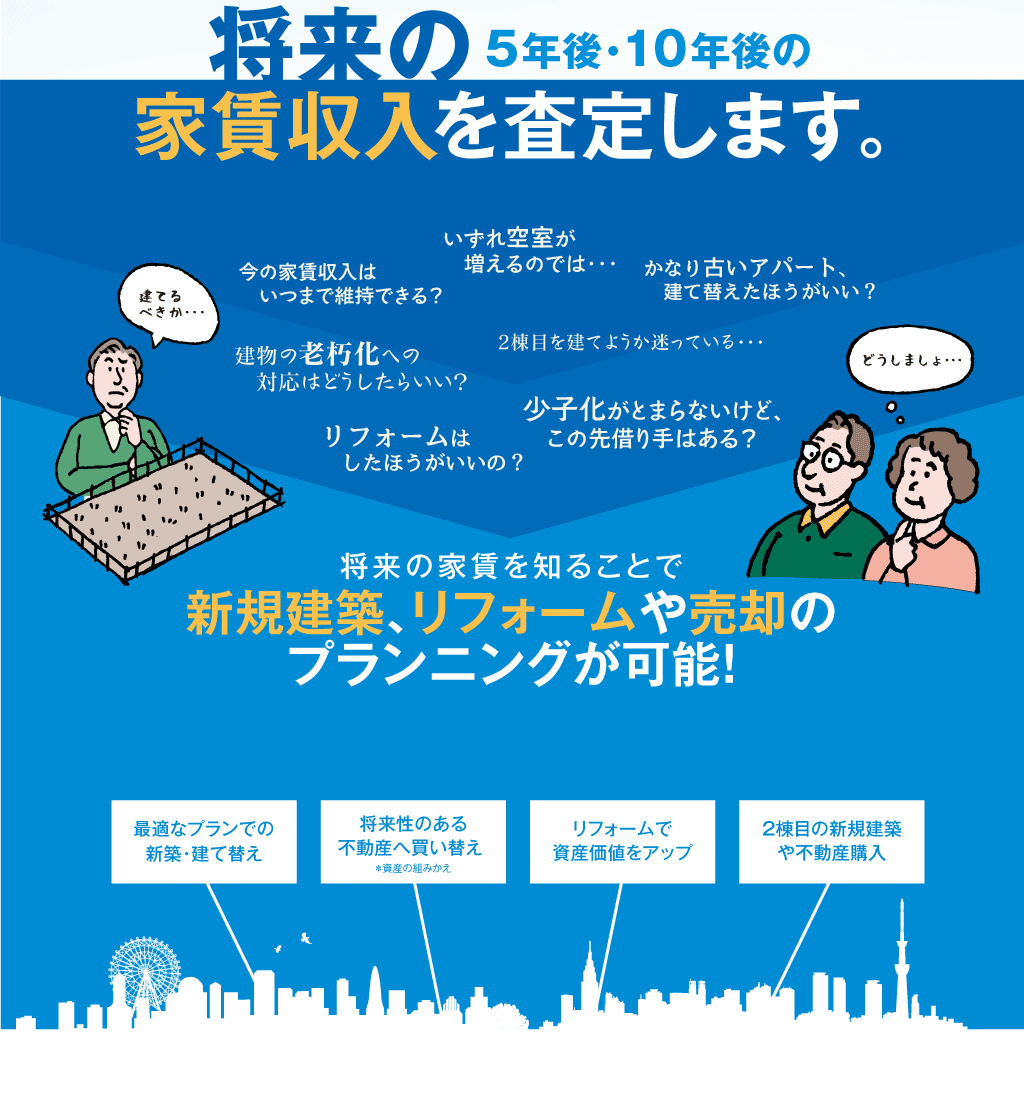 将来の 5年後・10年後の
家賃収入を査定します。
いずれ空室が
増えるのでは・・・
今の家賃収入は
いつまで維持できる?
かなり古いアパート、
建て替えたほうがいい？
建てる
べきか・・・
建物の老朽化への
対応はどうしたらいい?
2棟目を建てようか迷っている・・・
どうしましょ・・・
少子化がとまらないけど、
この先借り手はある?
リフォームは
したほうがいいの？
将来の家賃を知ることで
新規建築、リフォームや売却の
プランニングが可能!
最適なプランでの
新築・建て替え
将来性のある
不動産へ買い替え
*資産の組みかえ
リフォームで
資産価値をアップ
2棟目の新規建築
や不動産購入